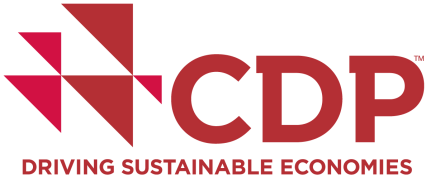 CDP™
DRIVING SUSTAINABLE ECONOMIES